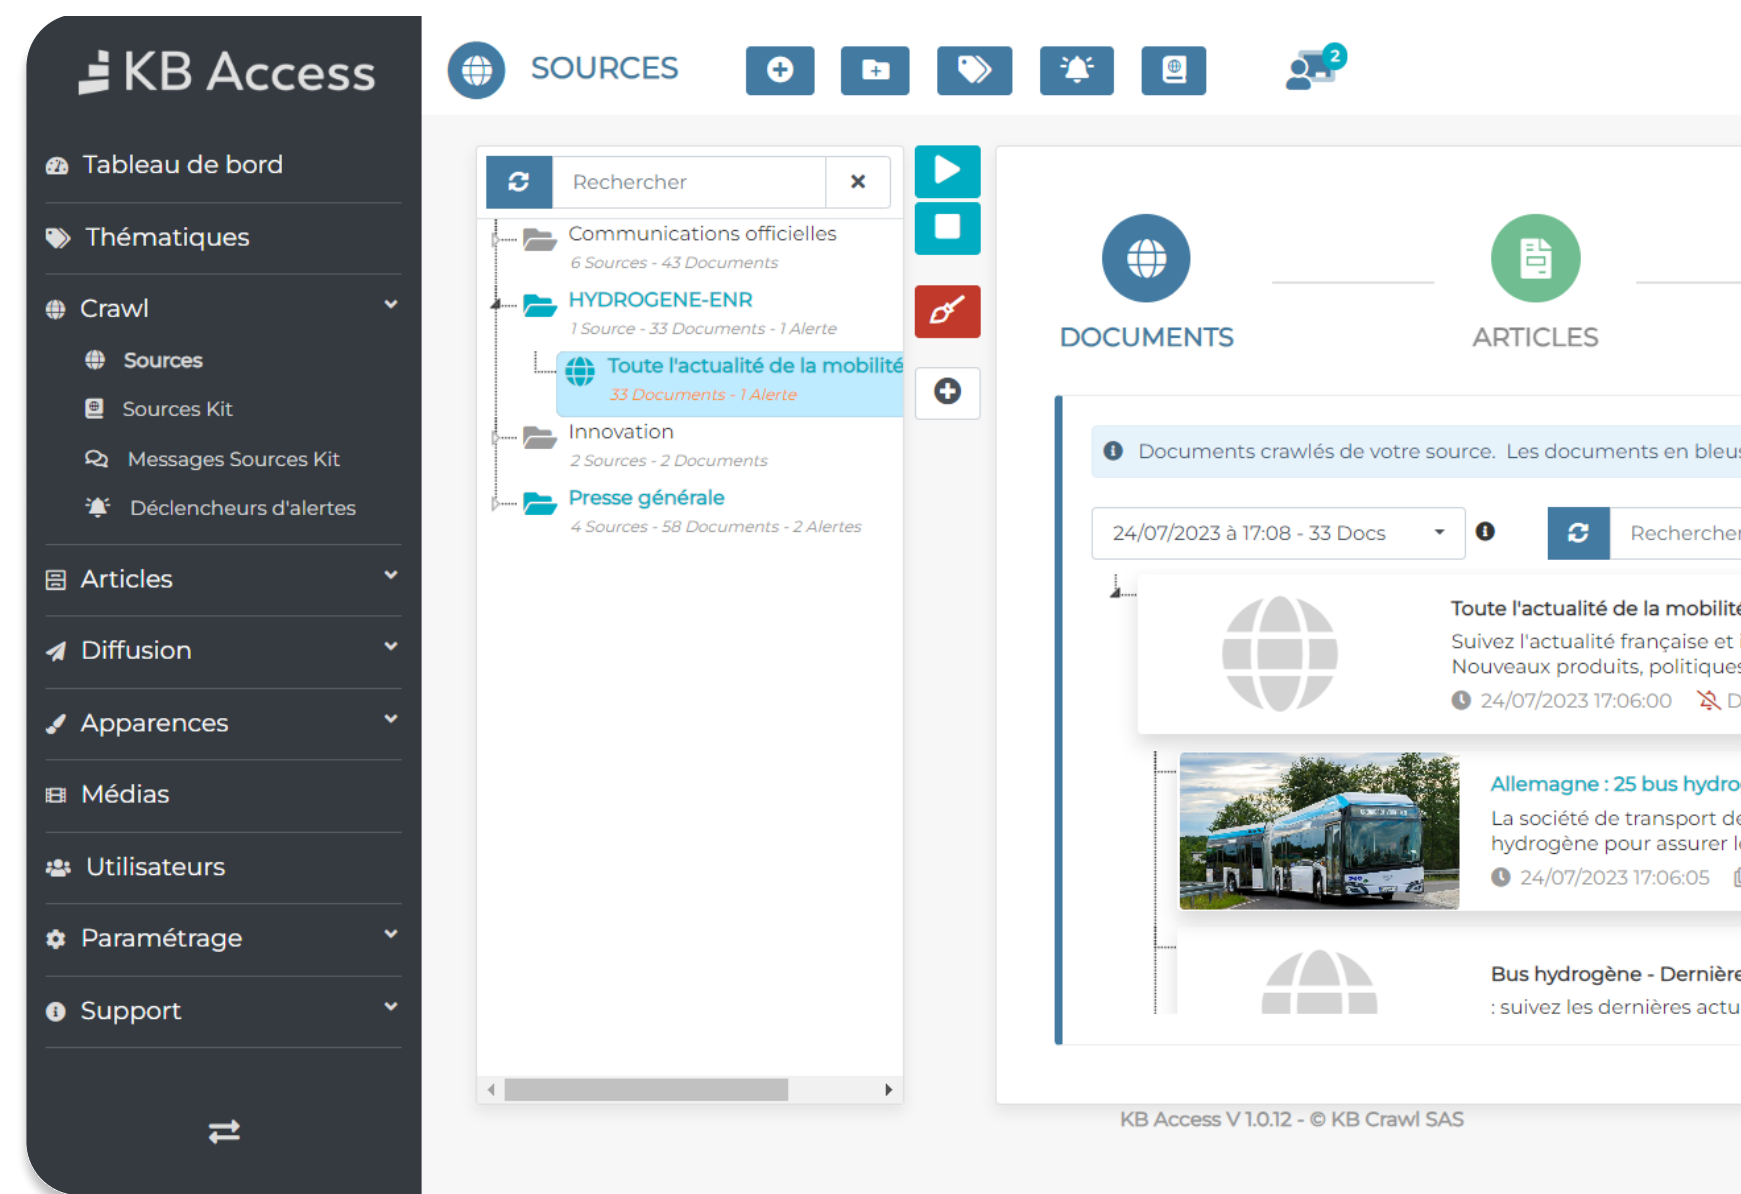 KB Access
Tableau de bord
Thématiques
Crawl
Sources
Sources Kit
Messages Sources Kit
Déclencheurs d'alertes
Articles
Diffusion
Apparences
Médias
Utilisateurs
Paramétrage
Support
SOURCES
2
Rechercher
Communications officielles
6 Sources - 43 Documents
HYDROGENE-ENR
1 Source - 33 Documents - 1 Alerte
Toute l'actualité de la mobilité
33 Documents - 1 Alerte
Innovation
2 Sources - 2 Documents
Presse générale
4 Sources - 58 Documents - 2 Alertes
DOCUMENTS
ARTICLES
Documents crawlés de votre source. Les documents en bleus
24/07/2023 à 17:08 - 33 Docs
Rechercher
Toute l'actualité de la mobilité
Suivez l'actualité française et i
Nouveaux produits, politiques
24/07/2023 17:06:00 D
Allemagne : 25 bus hydro
La société de transport de
hydrogène pour assurer l
24/07/2023 17:06:05
Bus hydrogène - Dernière
: suivez les dernières actu
KB Access V 1.0.12 - © KB Crawl SAS